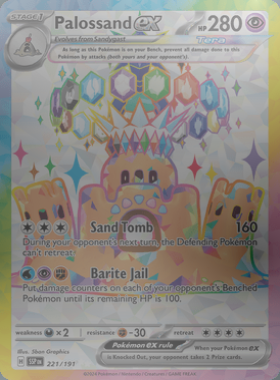 STAGE 1
Palossand ex
HP 280
Evolves from Sandygast
Tera
As long as this Pokémon is on your Bench, prevent all damage done to this
Pokémon by attacks (both yours and your opponent's).
Sand Tomb 160
During your opponent's next turn, the Defending Pokémon
can't retreat.
Barite Jail
Put damage counters on each of your opponent's Benched
Pokémon until its remaining HP is 100.
weakness ×2 resistance -30 retreat
Illus. 5ban Graphics
221/191
Pokémon ex rule
When your Pokémon ex
is Knocked Out, your opponent takes 2 Prize cards.